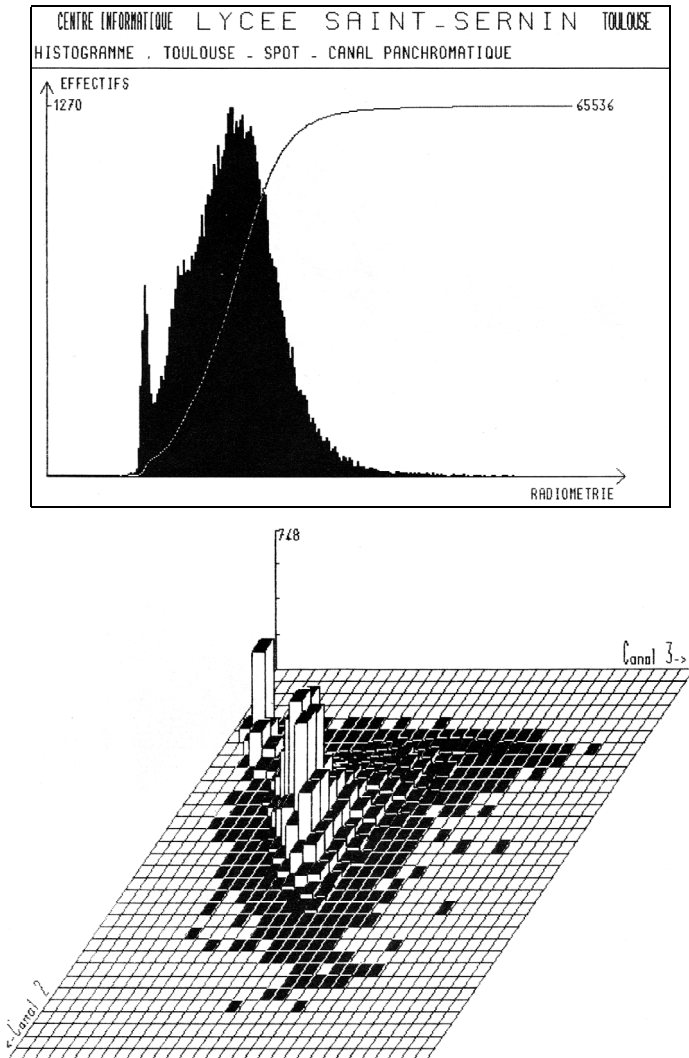 CENTRE INFORMATIQUE LYCEE SAINT-SERNIN TOULOUSE
HISTOGRAMME . TOULOUSE - SPOT - CANAL PANCHROMATIQUE
EFFECTIFS
1270
65536
RADIOMETRIE
748
Canal 3->
<-Canal 2